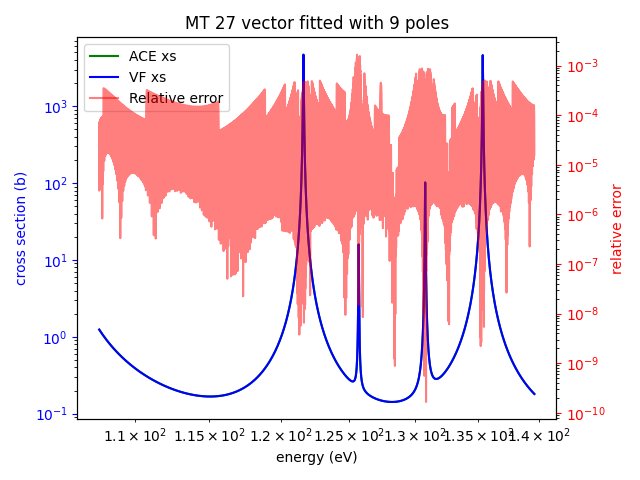 MT 27 vector fitted with 9 poles
ACE xs
VF xs
Relative error
cross section (b)
10³
10²
10¹
10⁰
10⁻¹
relative error
10⁻³
10⁻⁴
10⁻⁵
10⁻⁶
10⁻⁷
10⁻⁸
10⁻⁹
10⁻¹⁰
1.1 × 10² 1.15 × 10² 1.2 × 10² 1.25 × 10² 1.3 × 10² 1.35 × 10² 1.4 × 10²
energy (eV)